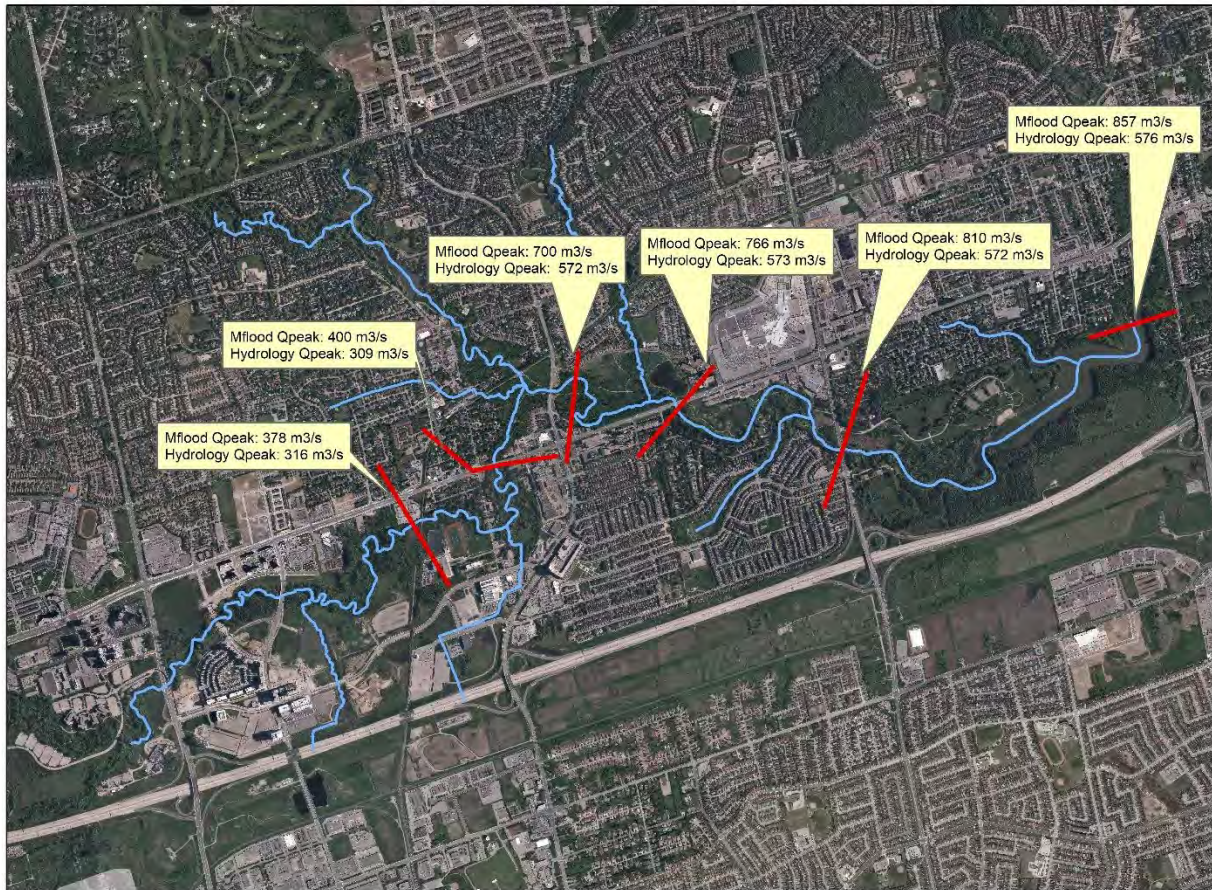 Mflood Qpeak: 857 m3/s
Hydrology Qpeak: 576 m3/s
Mflood Qpeak: 700 m3/s
Hydrology Qpeak: 572 m3/s
Mflood Qpeak: 766 m3/s
Hydrology Qpeak: 573 m3/s
Mflood Qpeak: 810 m3/s
Hydrology Qpeak: 572 m3/s
Mflood Qpeak: 400 m3/s
Hydrology Qpeak: 309 m3/s
Mflood Qpeak: 378 m3/s
Hydrology Qpeak: 316 m3/s